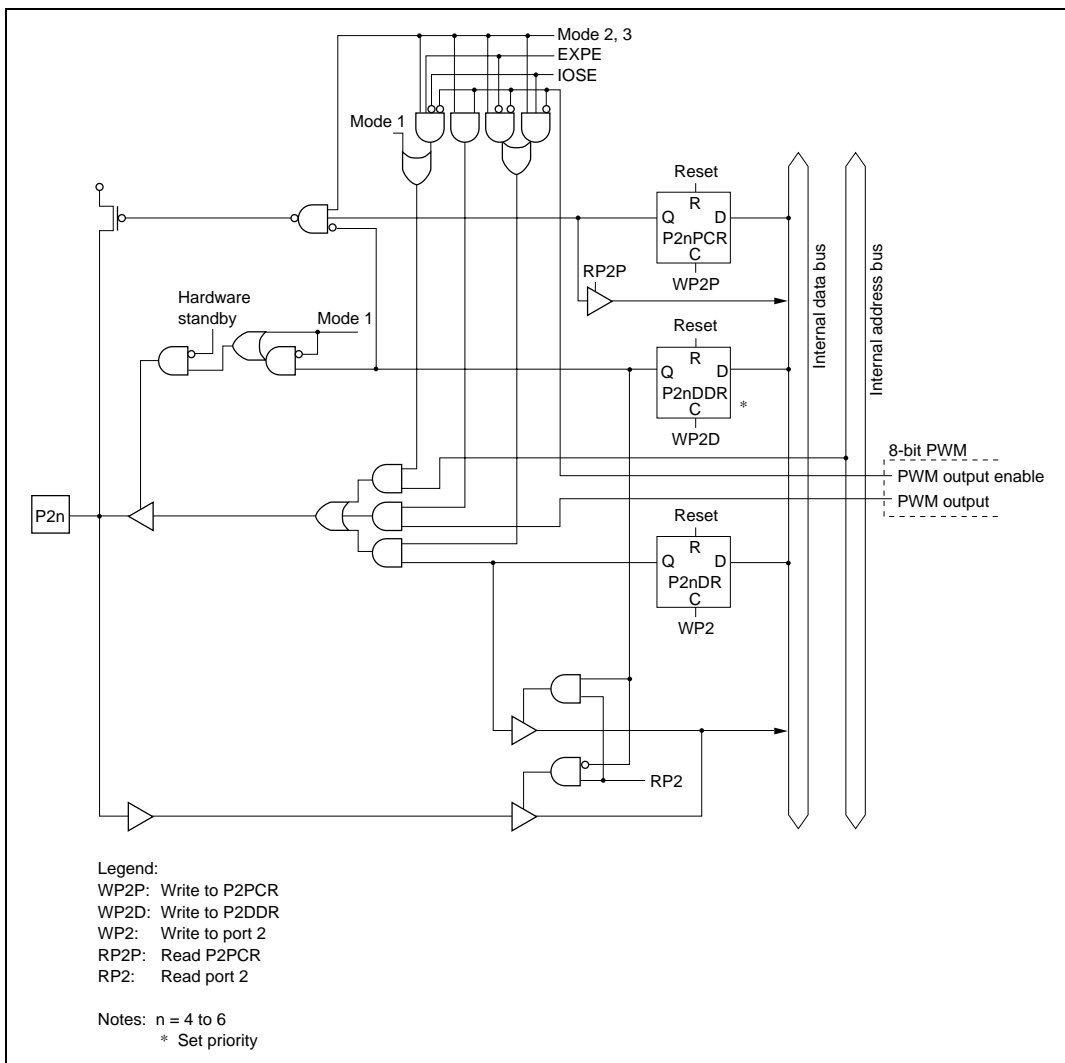 Mode 2, 3
EXPE
IOSE
Mode 1
Reset
R
Q D
P2nPCR
C
WP2P
RP2P
Hardware
standby
Mode 1
Reset
R
Q D
P2nDDR
C
*
WP2D
Internal data bus
Internal address bus
8-bit PWM
PWM output enable
PWM output
P2n
Reset
R
Q D
P2nDR
C
WP2
RP2
Legend:
WP2P: Write to P2PCR
WP2D: Write to P2DDR
WP2: Write to port 2
RP2P: Read P2PCR
RP2: Read port 2
Notes: n = 4 to 6
* Set priority